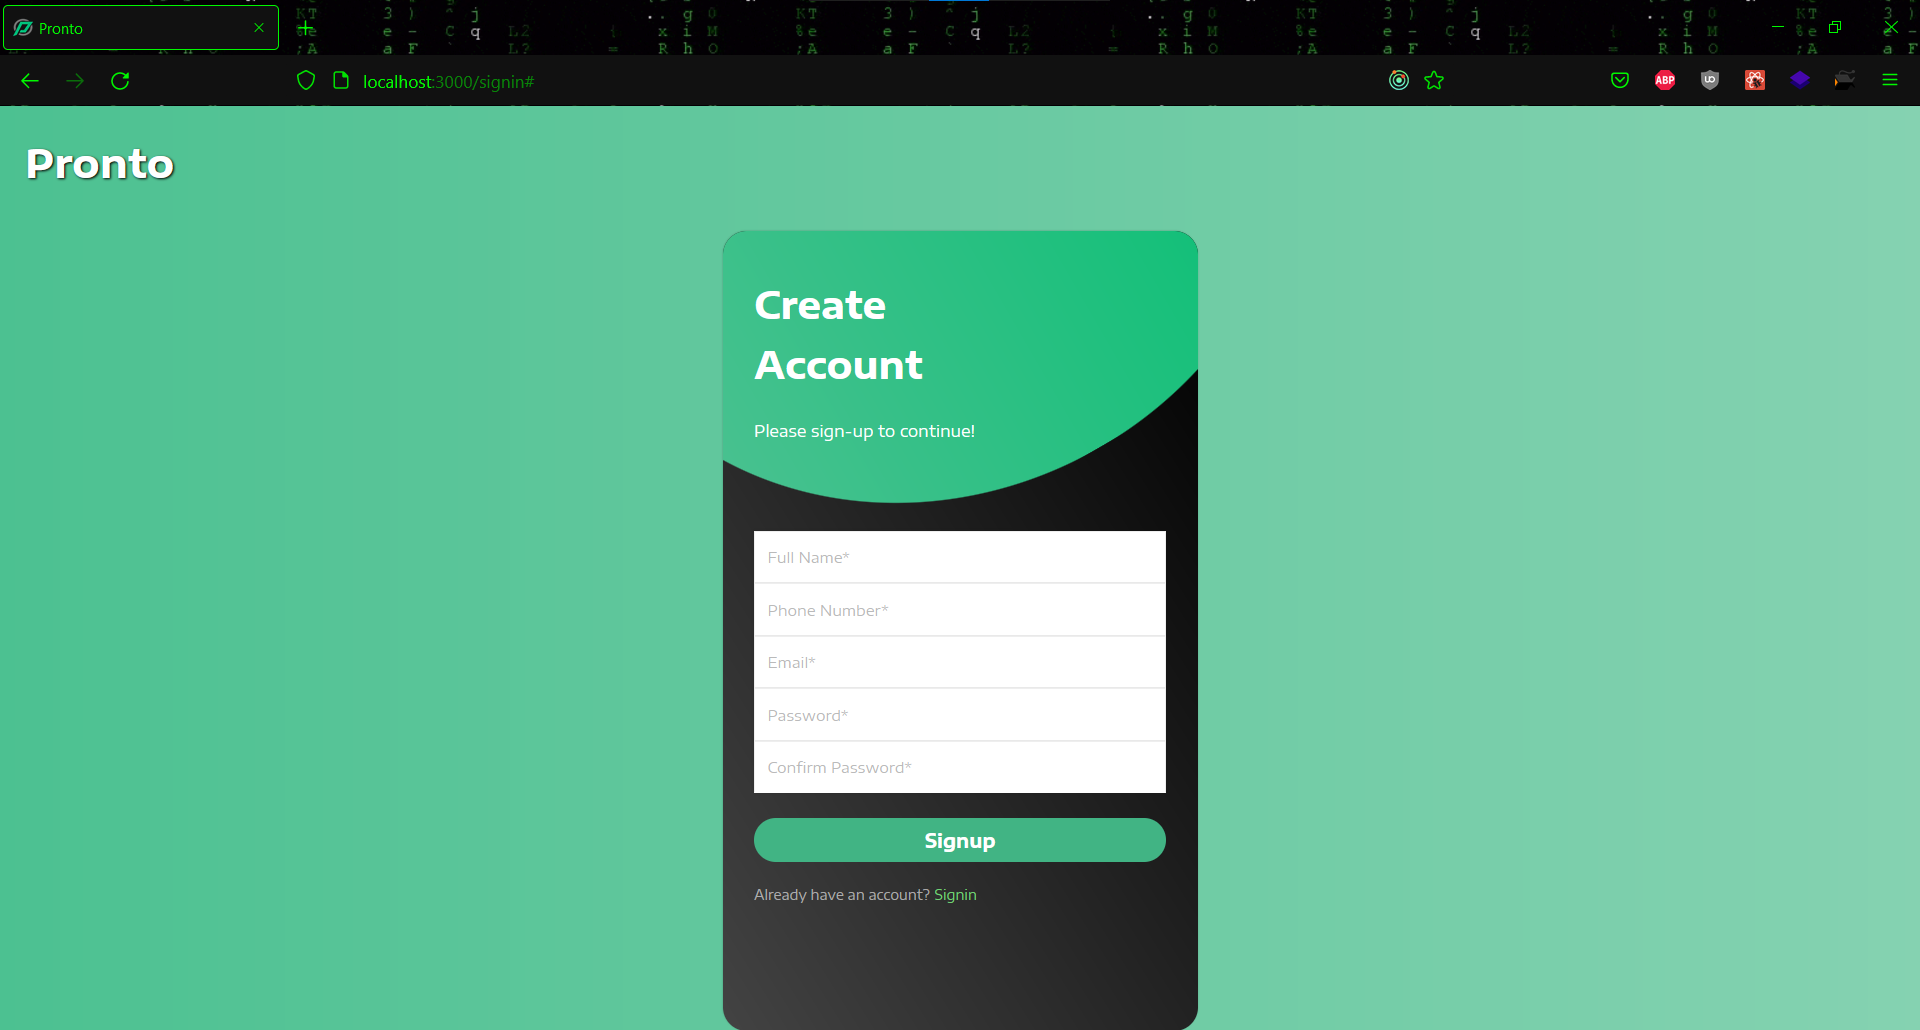 Pronto
localhost:3000/signin#
ABP
Pronto
Create
Account
Please sign-up to continue!
Full Name*
Phone Number*
Email*
Password*
Confirm Password*
Signup
Already have an account? Signin